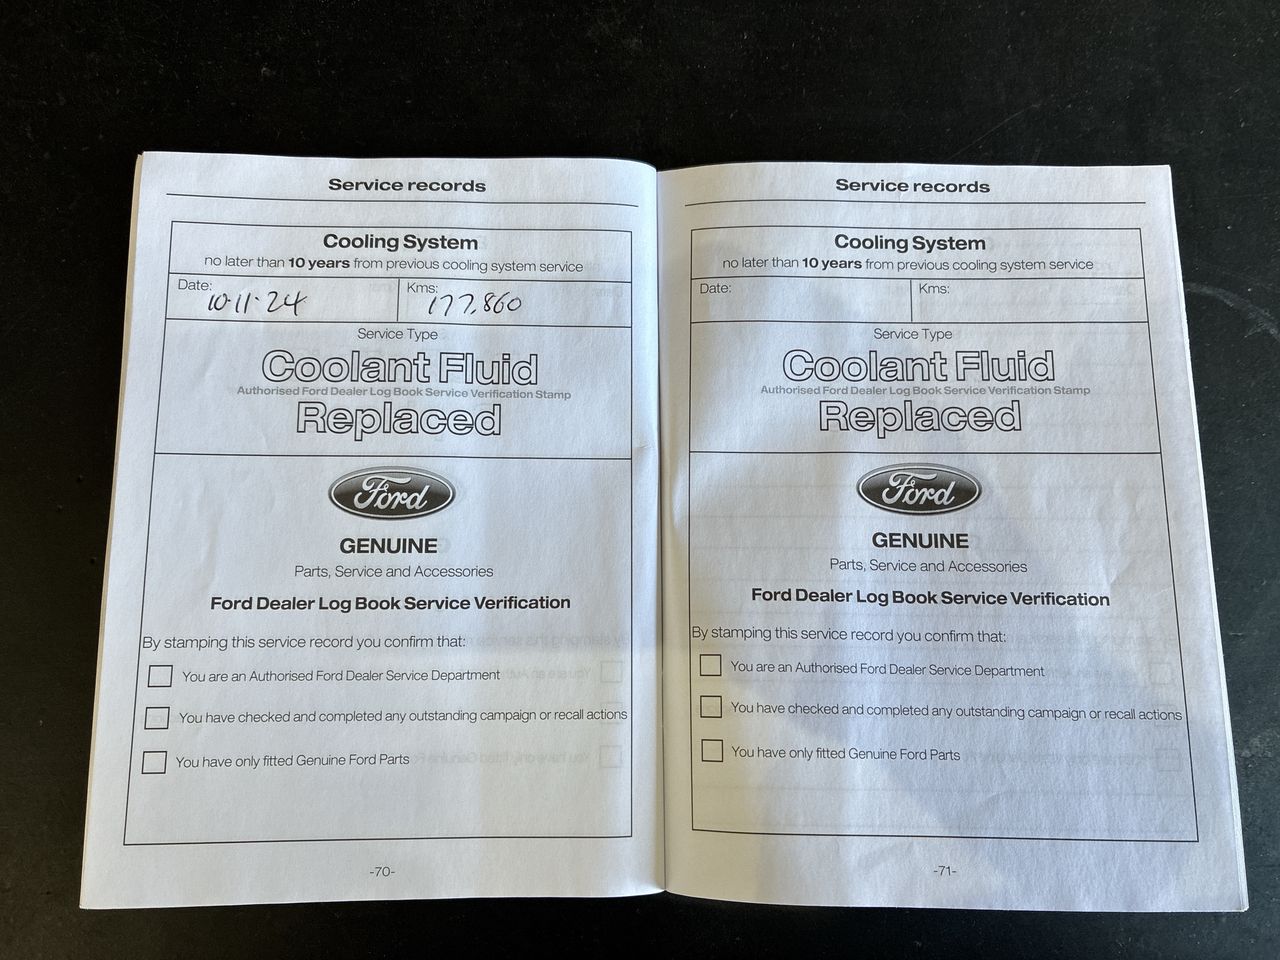 Service records
Cooling System
no later than 10 years from previous cooling system service
Date:
10·11·24
Kms:
177,860
Service Type
Coolant Fluid
Authorised Ford Dealer Log Book Service Verification Stamp
Replaced
Ford
GENUINE
Parts, Service and Accessories
Ford Dealer Log Book Service Verification
By stamping this service record you confirm that:
You are an Authorised Ford Dealer Service Department
You have checked and completed any outstanding campaign or recall actions
You have only fitted Genuine Ford Parts
-70-
Service records
Cooling System
no later than 10 years from previous cooling system service
Date:
Kms:
Service Type
Coolant Fluid
Authorised Ford Dealer Log Book Service Verification Stamp
Replaced
Ford
GENUINE
Parts, Service and Accessories
Ford Dealer Log Book Service Verification
By stamping this service record you confirm that:
You are an Authorised Ford Dealer Service Department
You have checked and completed any outstanding campaign or recall actions
You have only fitted Genuine Ford Parts
-71-